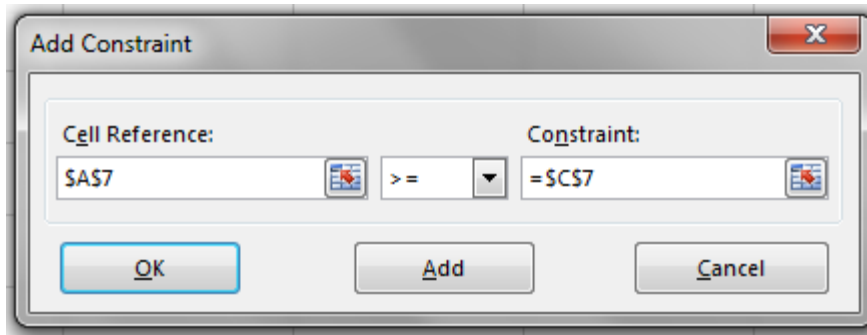 Add Constraint
Cell Reference: Constraint:
$A$7 >= =$C$7
OK Add Cancel